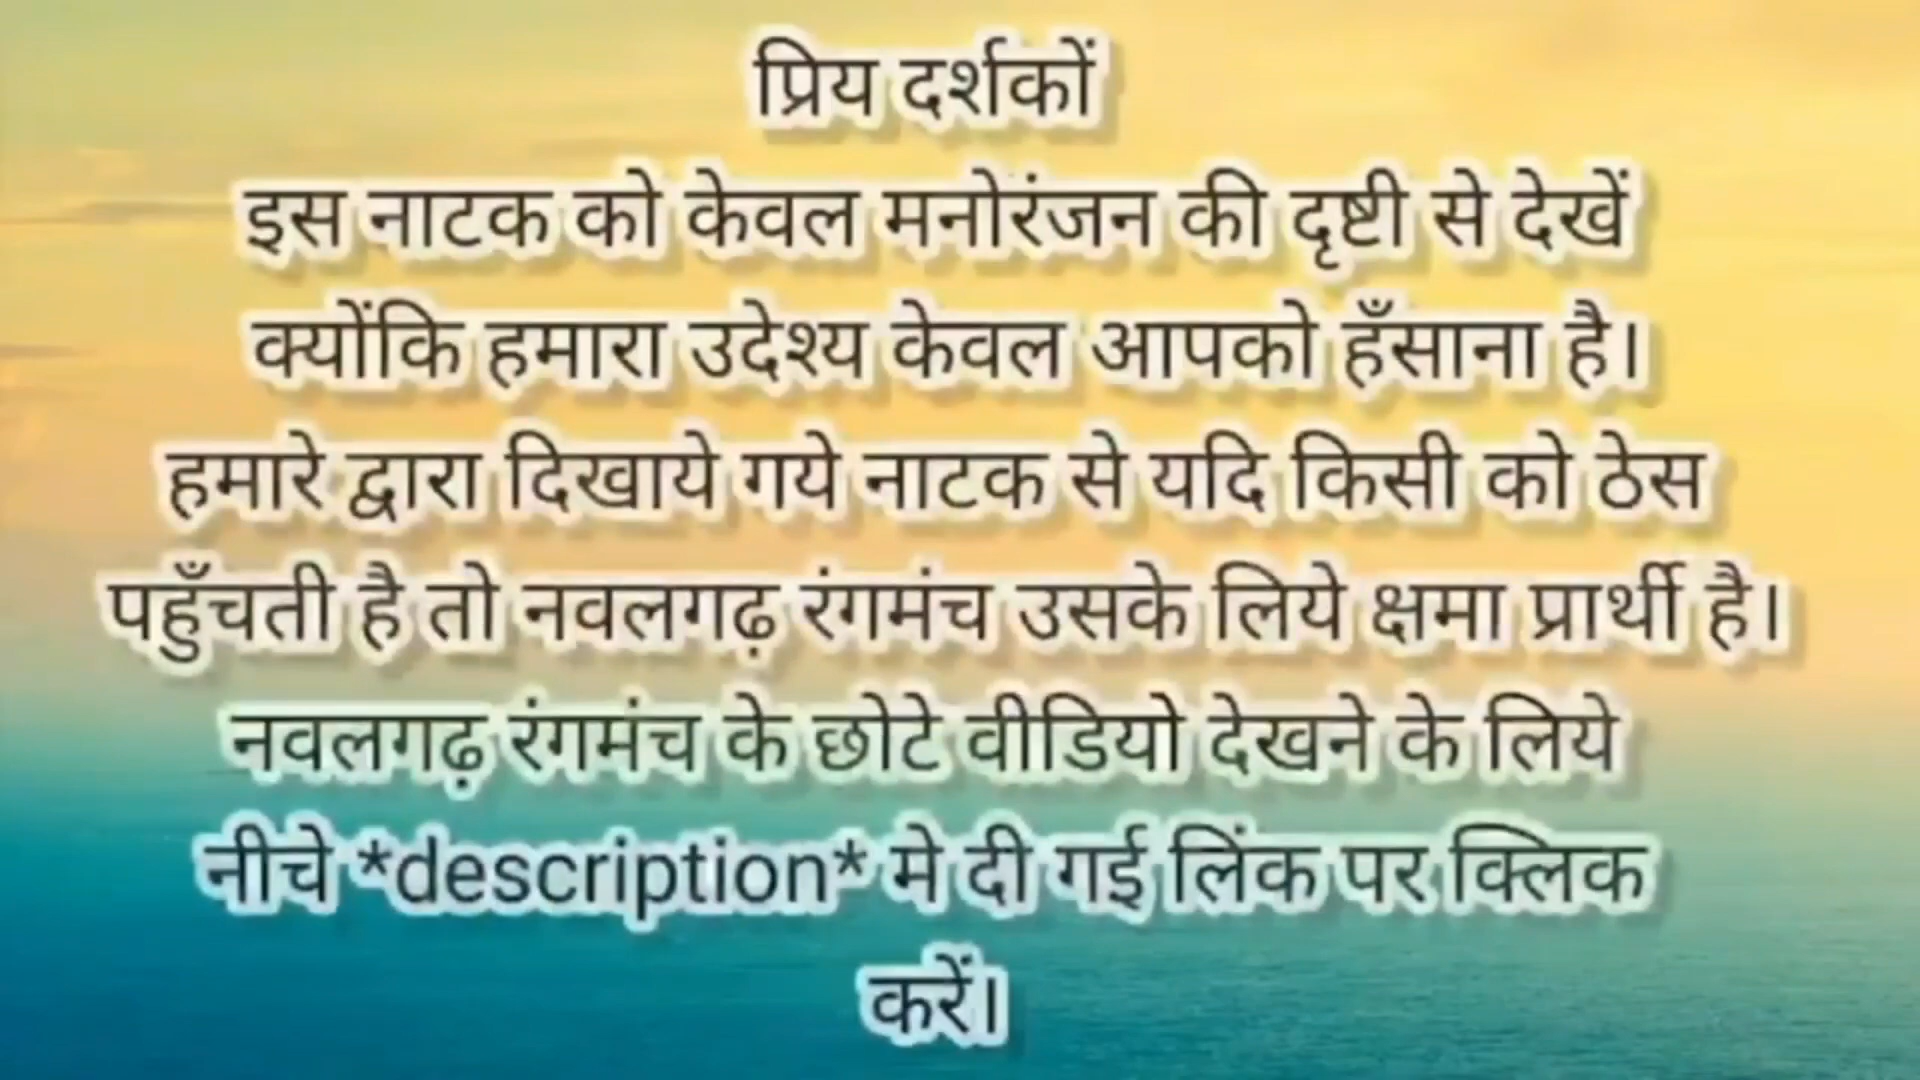 प्रिय दर्शकों
इस नाटक को केवल मनोरंजन की दृष्टी से देखें
क्योंकि हमारा उदेश्य केवल आपको हँसाना है।
हमारे द्वारा दिखाये गये नाटक से यदि किसी को ठेस
पहुँचती है तो नवलगढ़ रंगमंच उसके लिये क्षमा प्रार्थी है।
नवलगढ़ रंगमंच के छोटे वीडियो देखने के लिये
नीचे *description* मे दी गई लिंक पर क्लिक
करें।